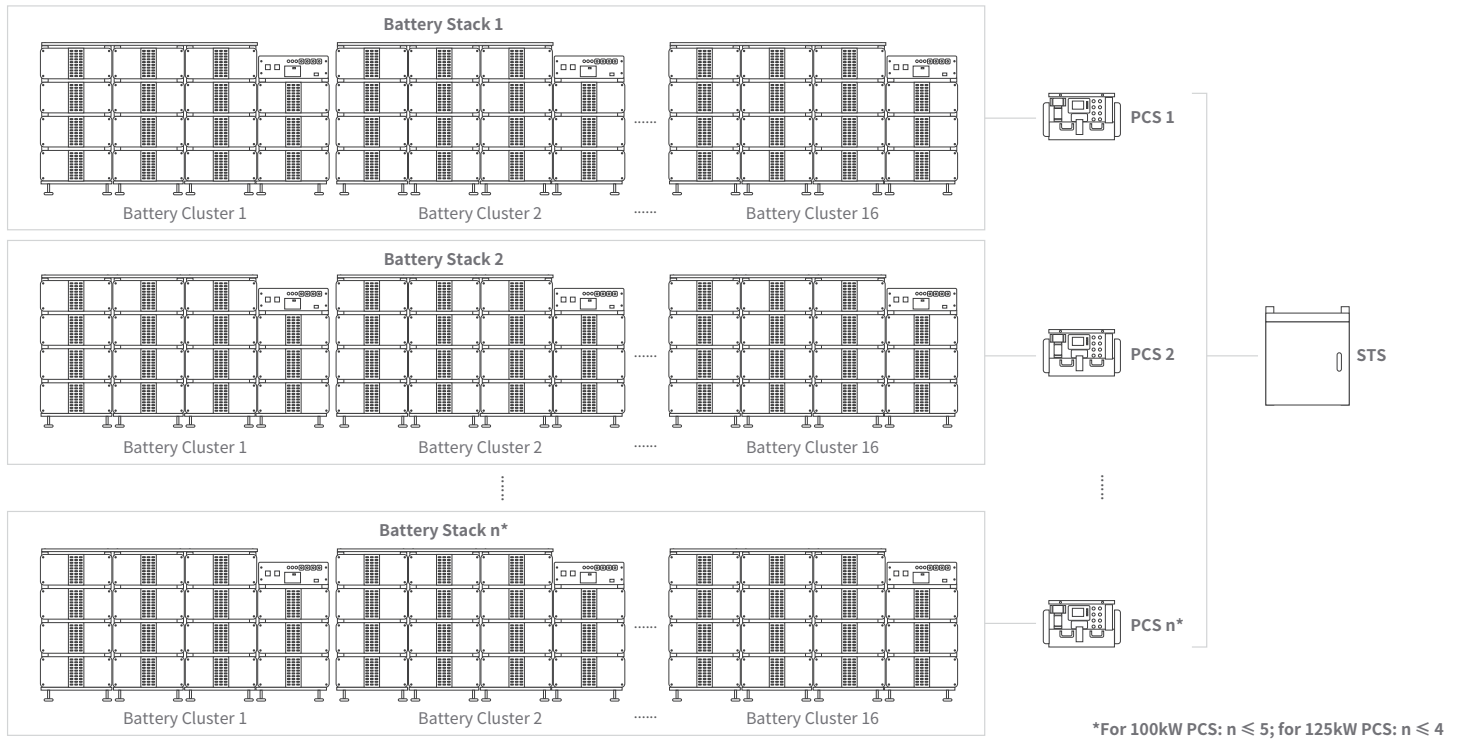 Battery Stack 1
......
PCS 1
Battery Cluster 1
Battery Cluster 2
......
Battery Cluster 16
Battery Stack 2
......
PCS 2
STS
Battery Cluster 1
Battery Cluster 2
......
Battery Cluster 16
Battery Stack n*
......
PCS n*
Battery Cluster 1
Battery Cluster 2
......
Battery Cluster 16
*For 100kW PCS: n ⩽ 5; for 125kW PCS: n ⩽ 4